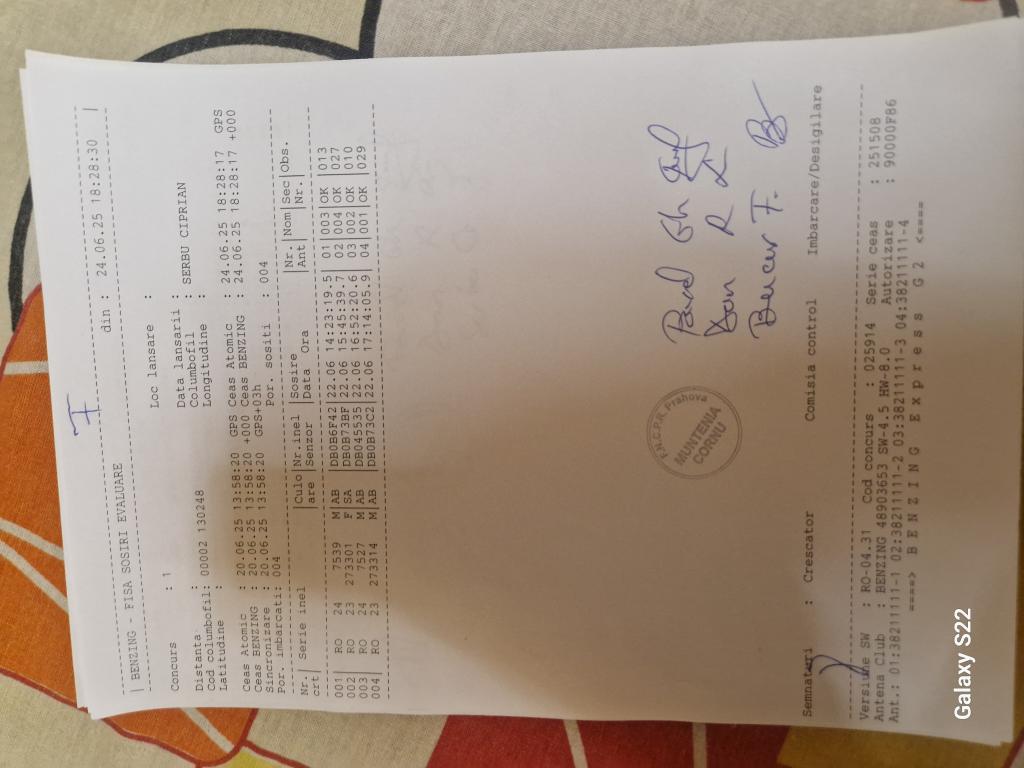 F
| BENZING - FISA SOSIRI EVALUARE din : 24.06.25 18:28:30 |
Concurs : 1 Loc lansare :
Distanta : Data lansarii :
Cod columbofil: 00002 130248 Columbofil : SERBU CIPRIAN
Latitudine : Longitudine :
Ceas Atomic : 20.06.25 13:58:20 GPS Ceas Atomic : 24.06.25 18:28:17 GPS
Ceas BENZING : 20.06.25 13:58:20 +000 Ceas BENZING : 24.06.25 18:28:17 +000
Sincronizare : 20.06.25 13:58:20 GPS+03h
Por. imbarcati: 004 Por. sositi : 004
Nr.| Serie inel |Culo|Nr.inel |Sosire |Nr.|Nom|Sec|Obs.
crt| |are |Senzor |Data Ora |Ant| |Nr.|
001| RO 24 7539 M|AB |DB0B6F42|22.06 14:23:19.5| 01|003|OK |013
002| RO 23 273301 F|SA |DB0B73BF|22.06 15:45:39.7| 02|004|OK |027
003| RO 24 7527 M|AB |DB045535|22.06 16:52:20.6| 03|002|OK |010
004| RO 23 273314 M|AB |DB0B73C2|22.06 17:14:05.9| 04|001|OK |029
F.N.C.P.R. Prahova
MUNTENIA
CORNU
Semnaturi : Crescator Comisia control Imbarcare/Desigilare
Versiune SW : RO-04.31 Cod concurs : 025914 Serie ceas : 251508
Antena Club : BENZING 48903653 SW-4.5 HW-8.0 Autorizare : 90000F86
Ant.: 01:38211111-1 02:38211111-2 03:38211111-3 04:38211111-4
====> B E N Z I N G E x p r e s s G 2 <====
Galaxy S22